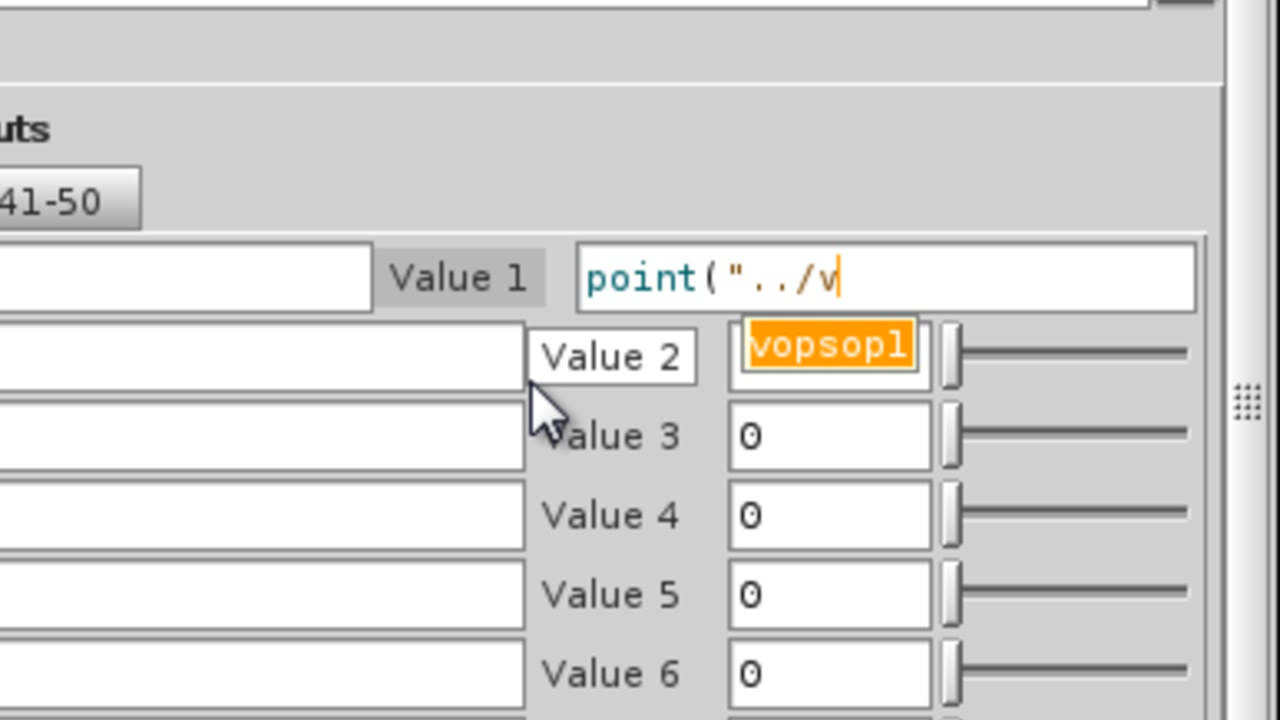 uts
41-50
Value 1 point("../v
Value 2 vopsop1
Value 3 0
Value 4 0
Value 5 0
Value 6 0